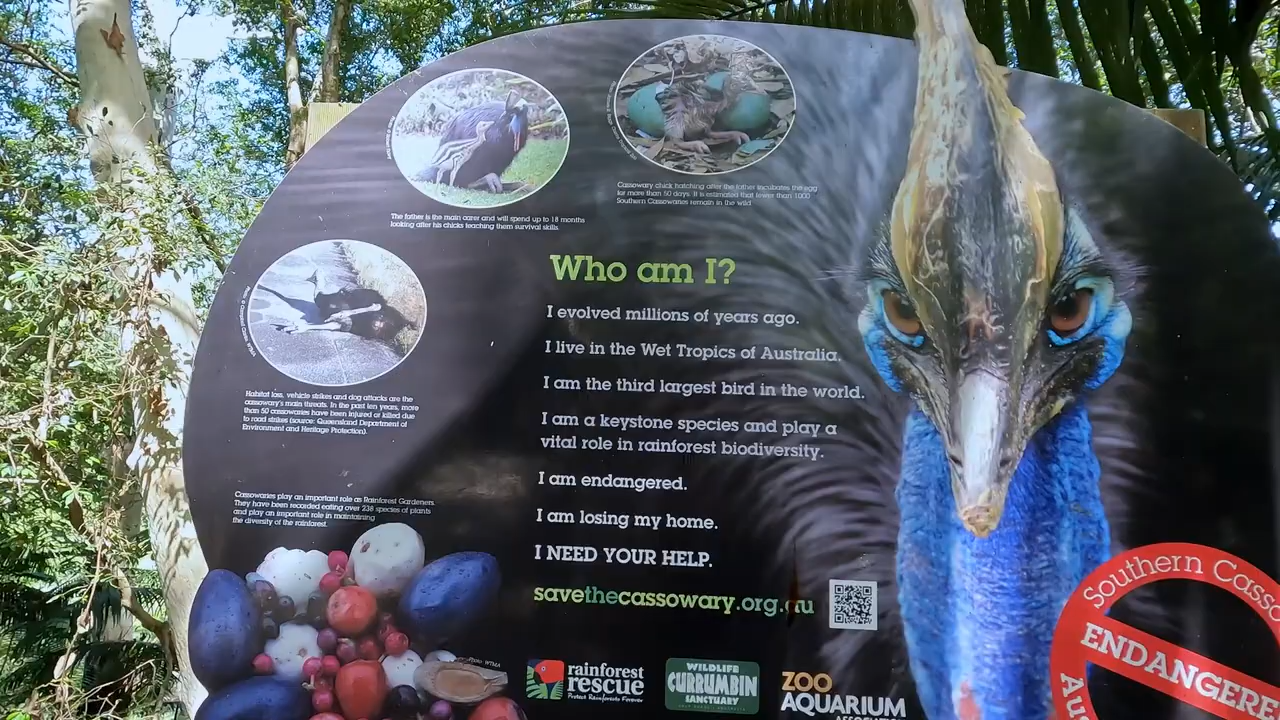 The father is the main carer and will spend up to 18 months
looking after his chicks teaching them survival skills.
Cassowary chick hatching after the father incubates the egg
for more than 50 days. It is estimated that fewer than 1000
Southern Cassowaries remain in the wild
Habitat loss, vehicle strikes and dog attacks are the
cassowary's main threats. In the past ten years, more
than 50 cassowaries have been injured or killed due
to road strikes (source: Queensland Department of
Environment and Heritage Protection).
Who am I?
I evolved millions of years ago.
I live in the Wet Tropics of Australia.
I am the third largest bird in the world.
I am a keystone species and play a
vital role in rainforest biodiversity.
I am endangered.
I am losing my home.
I NEED YOUR HELP.
savethecassowary.org.au
Cassowaries play an important role as Rainforest Gardeners.
They have been recorded eating over 238 species of plants
and play an important role in maintaining
the diversity of the rainforest.
Photo: WTMA
rainforest
rescue
Protect Rainforests Forever
WILDLIFE
CURRUMBIN
SANCTUARY
ZOO
AQUARIUM
ASSOCIATION
Southern Casso
ENDANGERE
Aus